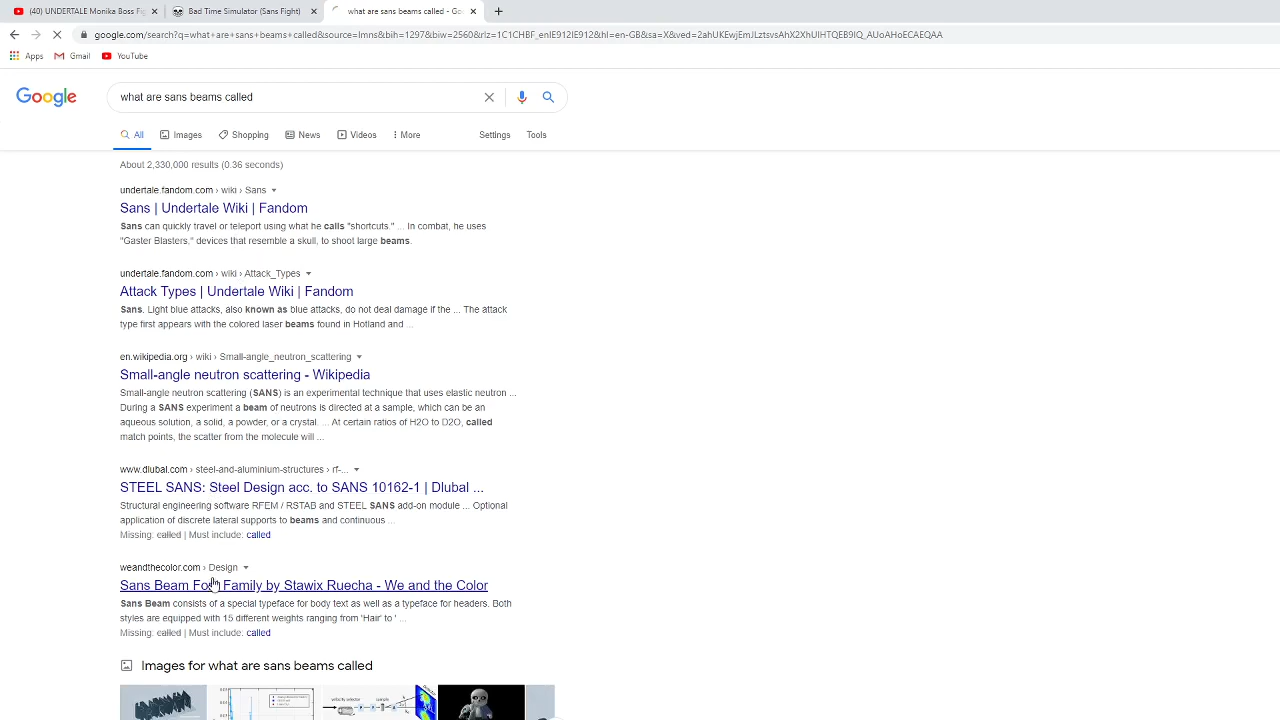 (40) UNDERTALE Monika Boss Fi
Bad Time Simulator (Sans Fight)
what are sans beams called - Go
google.com/search?q=what+are+sans+beams+called&source=lmns&bih=1297&biw=2560&rlz=1C1CHBF_enIE912IE912&hl=en-GB&sa=X&ved=2ahUKEwjEmJLztsvsAhX2XhUIHTQEB9IQ_AUoAHoECAEQAA
Apps Gmail YouTube
Google what are sans beams called
All Images Shopping News Videos More Settings Tools
About 2,330,000 results (0.36 seconds)
undertale.fandom.com › wiki › Sans
Sans | Undertale Wiki | Fandom
Sans can quickly travel or teleport using what he calls "shortcuts." ... In combat, he uses
"Gaster Blasters," devices that resemble a skull, to shoot large beams.
undertale.fandom.com › wiki › Attack_Types
Attack Types | Undertale Wiki | Fandom
Sans. Light blue attacks, also known as blue attacks, do not deal damage if the ... The attack
type first appears with the colored laser beams found in Hotland and ...
en.wikipedia.org › wiki › Small-angle_neutron_scattering
Small-angle neutron scattering - Wikipedia
Small-angle neutron scattering (SANS) is an experimental technique that uses elastic neutron ...
During a SANS experiment a beam of neutrons is directed at a sample, which can be an
aqueous solution, a solid, a powder, or a crystal. ... At certain ratios of H2O to D2O, called
match points, the scatter from the molecule will ...
www.dlubal.com › steel-and-aluminium-structures › rf-...
STEEL SANS: Steel Design acc. to SANS 10162-1 | Dlubal ...
Structural engineering software RFEM / RSTAB and STEEL SANS add-on module ... Optional
application of discrete lateral supports to beams and continuous ...
Missing: called | Must include: called
weandthecolor.com › Design
Sans Beam Font Family by Stawix Ruecha - We and the Color
Sans Beam consists of a special typeface for body text as well as a typeface for headers. Both
styles are equipped with 15 different weights ranging from 'Hair' to ' ...
Missing: called | Must include: called
Images for what are sans beams called